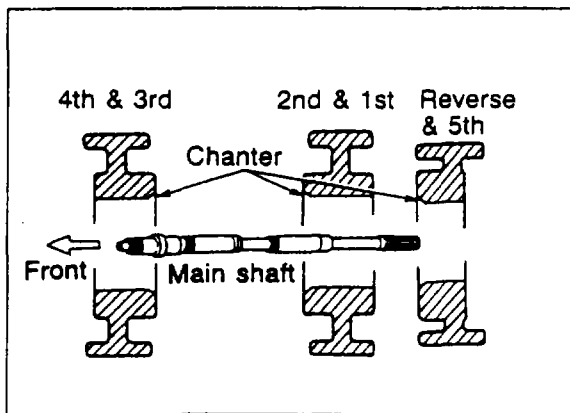 4th & 3rd
2nd & 1st
Reverse
& 5th
Chanter
Front
Main shaft